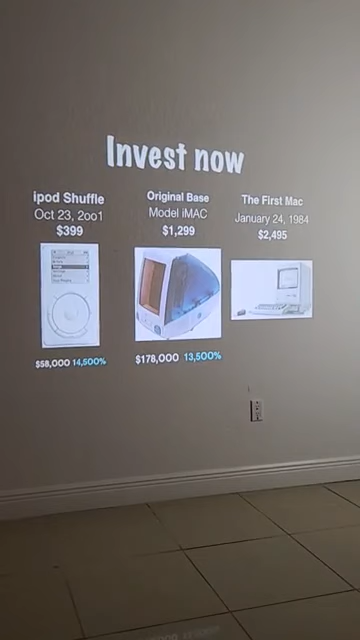 Invest now
ipod Shuffle
Oct 23, 2oo1
$399
Original Base
Model iMAC
$1,299
The First Mac
January 24, 1984
$2,495
$58,000 14,500%
$178,000 13,500%